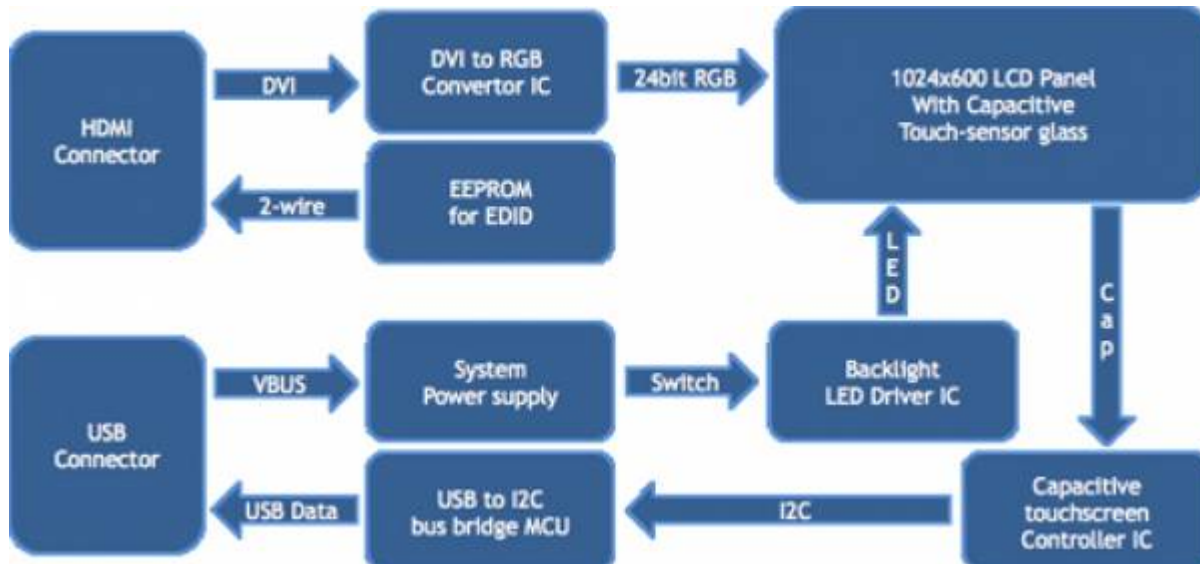 HDMI
Connector
DVI
DVI to RGB
Convertor IC
24bit RGB
1024x600 LCD Panel
With Capacitive
Touch-sensor glass
2-wire
EEPROM
for EDID
LED
Cap
USB
Connector
VBUS
System
Power supply
Switch
Backlight
LED Driver IC
USB Data
USB to I2C
bus bridge MCU
I2C
Capacitive
touchscreen
Controller IC